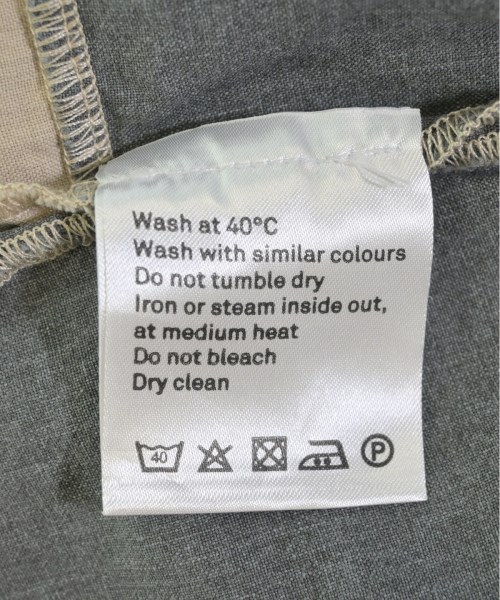 Wash at 40°C
Wash with similar colours
Do not tumble dry
Iron or steam inside out,
at medium heat
Do not bleach
Dry clean
40 P